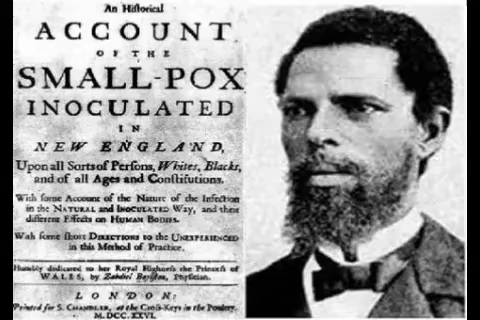 An Hiſtorical
ACCOUNT
OF THE
SMALL-POX
INOCULATED
IN
NEW ENGLAND,
Upon all Sorts of Perſons, Whites, Blacks,
and of all Ages and Conſtitutions.
With ſome Account of the Nature of the Infection
in the NATURAL and INOCULATED Way, and their
different Effects on HUMAN BODIES.
With ſome ſhort DIRECTIONS to the UNEXPERIENCED
in this Method of Practice.
Humbly dedicated to her Royal Highneſs the Princeſs of
WALES, by Zabdiel Boylſton, Phyſician.
LONDON:
Printed for S. CHANDLER, at the Croſs-Keys in the Poultry.
M. DCC. XXVI.